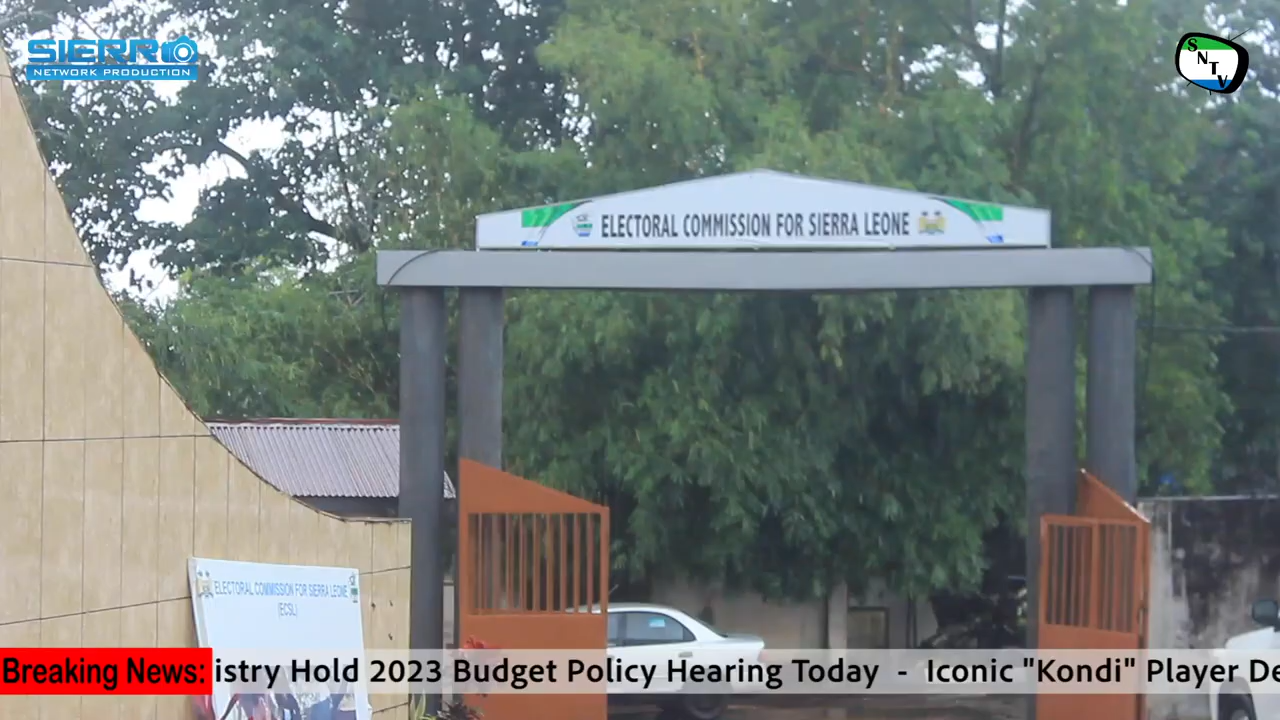 SIERRO
NETWORK PRODUCTION
SNTV
ELECTORAL COMMISSION FOR SIERRA LEONE
ELECTORAL COMMISSION FOR SIERRA LEONE
(ECSL)
Breaking News: istry Hold 2023 Budget Policy Hearing Today - Iconic "Kondi" Player De